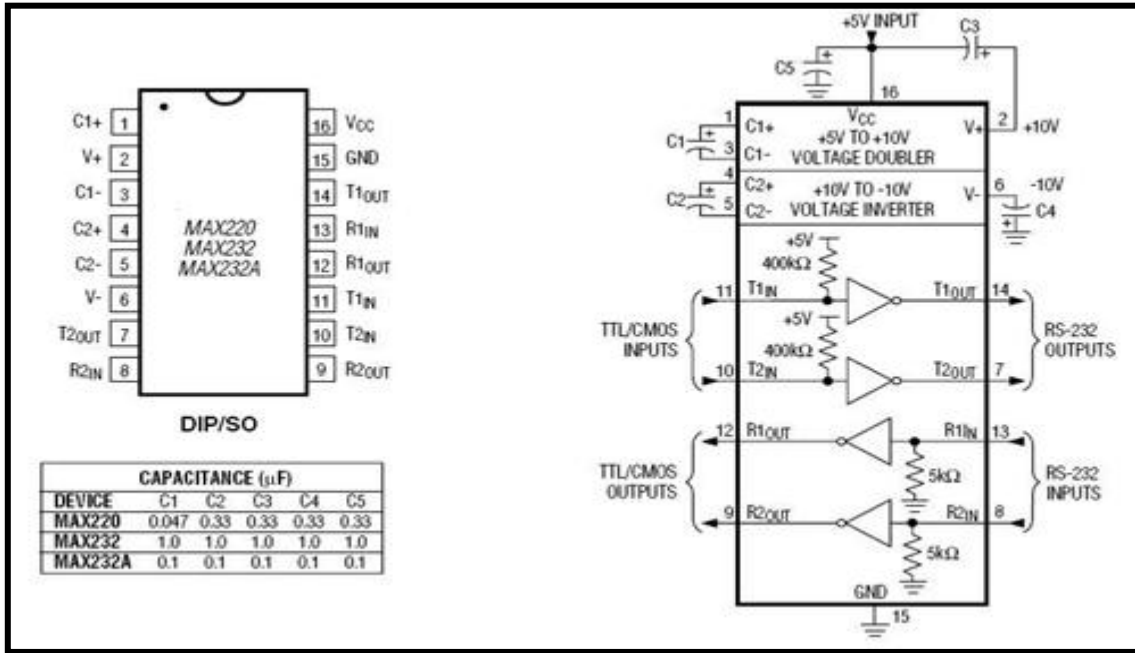 C1+ 1
V+ 2
C1- 3
C2+ 4
C2- 5
V- 6
T2OUT 7
R2IN 8
MAX220
MAX232
MAX232A
16 VCC
15 GND
14 T1OUT
13 R1IN
12 R1OUT
11 T1IN
10 T2IN
9 R2OUT
DIP/SO
CAPACITANCE (µF)
DEVICE C1 C2 C3 C4 C5
MAX220 0.047 0.33 0.33 0.33 0.33
MAX232 1.0 1.0 1.0 1.0 1.0
MAX232A 0.1 0.1 0.1 0.1 0.1
+5V INPUT
C3
+
C5
+
16
VCC
1
C1+
C1
+
3
C1-
+5V TO +10V
VOLTAGE DOUBLER
V+
2
+10V
4
C2+
C2
+
5
C2-
+10V TO -10V
VOLTAGE INVERTER
V-
6
-10V
C4
+
+5V
400kΩ
11 T1IN
T1OUT 14
+5V
400kΩ
10 T2IN
T2OUT 7
TTL/CMOS
INPUTS
RS-232
OUTPUTS
12 R1OUT
R1IN 13
5kΩ
9 R2OUT
R2IN 8
5kΩ
TTL/CMOS
OUTPUTS
RS-232
INPUTS
GND
15